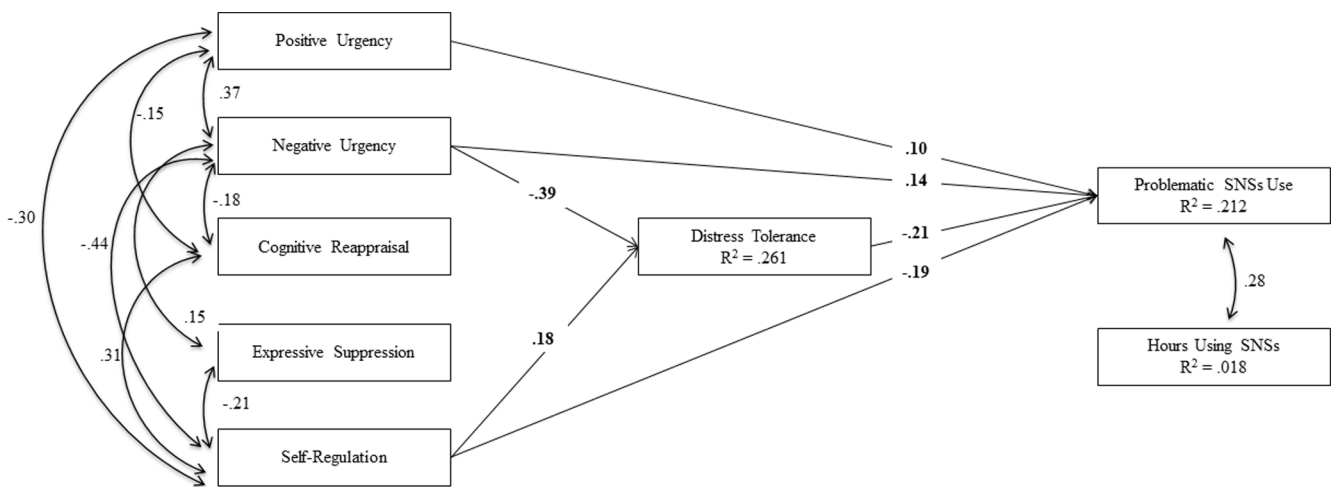 Positive Urgency
.37
-.15
Negative Urgency
.10
.14
-.39
-.18
-.30
-.44
Cognitive Reappraisal
Distress Tolerance
R² = .261
-.21
-.19
Problematic SNSs Use
R² = .212
.28
.15
.31
Expressive Suppression
.18
Hours Using SNSs
R² = .018
-.21
Self-Regulation